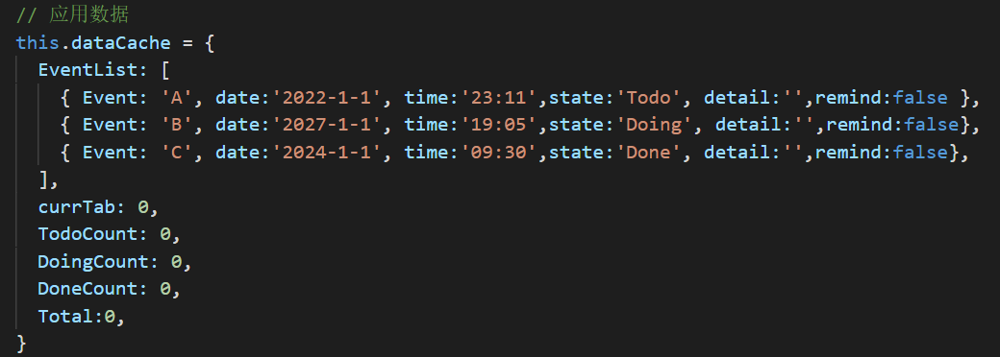 // 应用数据
this.dataCache = {
EventList: [
{ Event: 'A', date:'2022-1-1', time:'23:11',state:'Todo', detail:'',remind:false },
{ Event: 'B', date:'2027-1-1', time:'19:05',state:'Doing', detail:'',remind:false},
{ Event: 'C', date:'2024-1-1', time:'09:30',state:'Done', detail:'',remind:false},
],
currTab: 0,
TodoCount: 0,
DoingCount: 0,
DoneCount: 0,
Total:0,
}